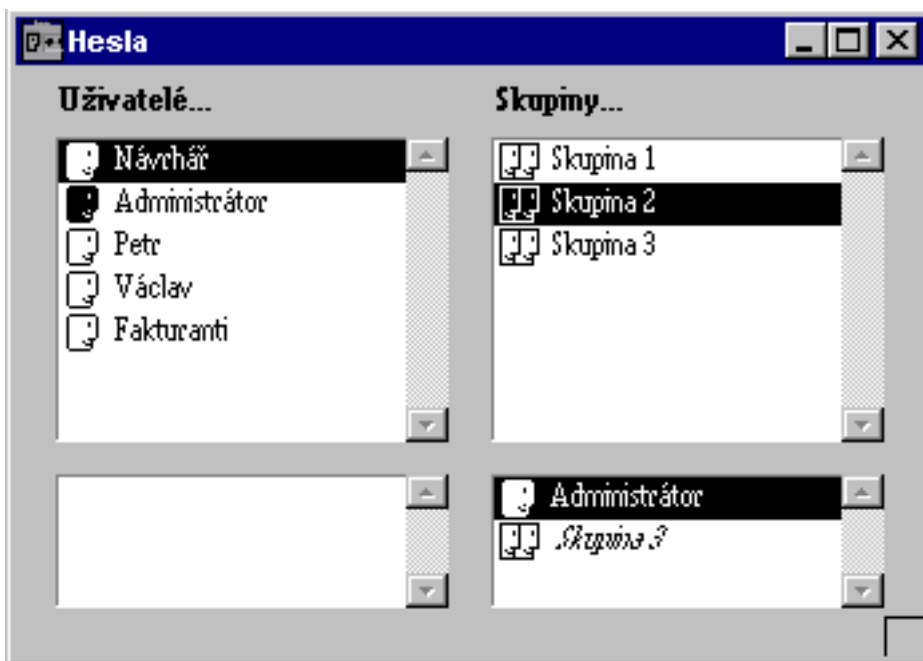 Hesla
Uživatelé...
Skupiny...
Návrhář
Administrátor
Petr
Václav
Fakturanti
Skupina 1
Skupina 2
Skupina 3
Administrátor
Skupina 3